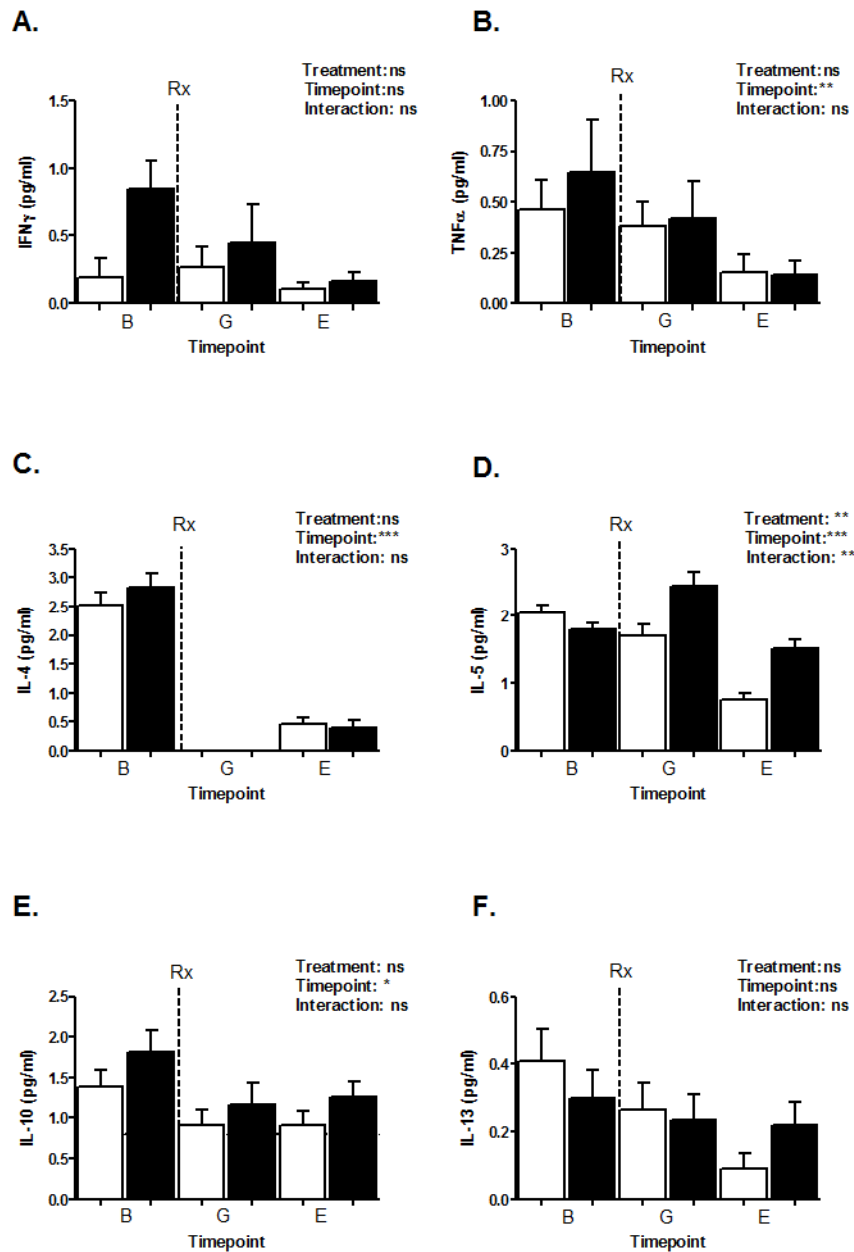 A.
Treatment:ns
Timepoint:ns
Interaction: ns
Rx
1.5
1.0
0.5
0.0
IFNγ (pg/ml)
B G E
Timepoint
B.
Treatment:ns
Timepoint:**
Interaction: ns
Rx
1.00
0.75
0.50
0.25
0.00
TNFα (pg/ml)
B G E
Timepoint
C.
Treatment:ns
Timepoint:***
Interaction: ns
Rx
3.5
3.0
2.5
2.0
1.5
1.0
0.5
0.0
IL-4 (pg/ml)
B G E
Timepoint
D.
Treatment: **
Timepoint:***
Interaction: **
Rx
3
2
1
0
IL-5 (pg/ml)
B G E
Timepoint
E.
Treatment: ns
Timepoint: *
Interaction: ns
Rx
2.5
2.0
1.5
1.0
0.5
0.0
IL-10 (pg/ml)
B G E
Timepoint
F.
Treatment:ns
Timepoint:ns
Interaction: ns
Rx
0.6
0.4
0.2
0.0
IL-13 (pg/ml)
B G E
Timepoint